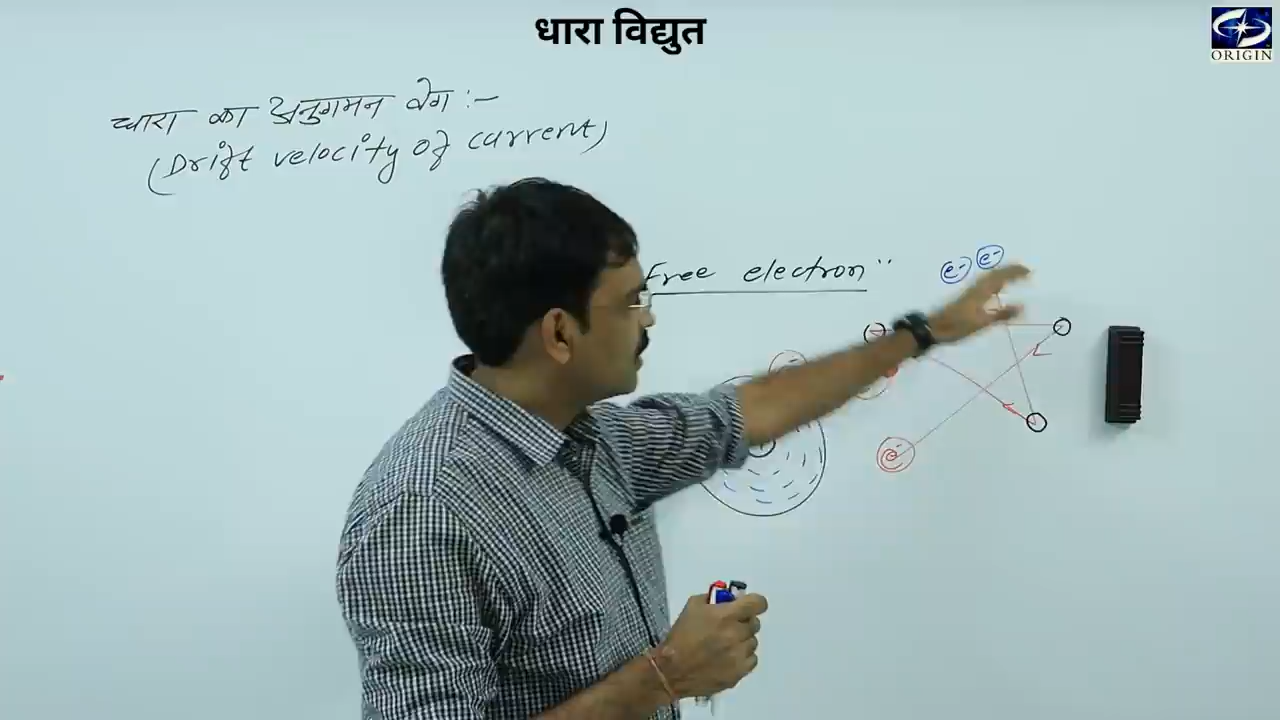 धारा विद्युत
ORIGIN
धारा का अनुगमन वेग :-
(Drift velocity of current)
Free electron"
e- e-
e-